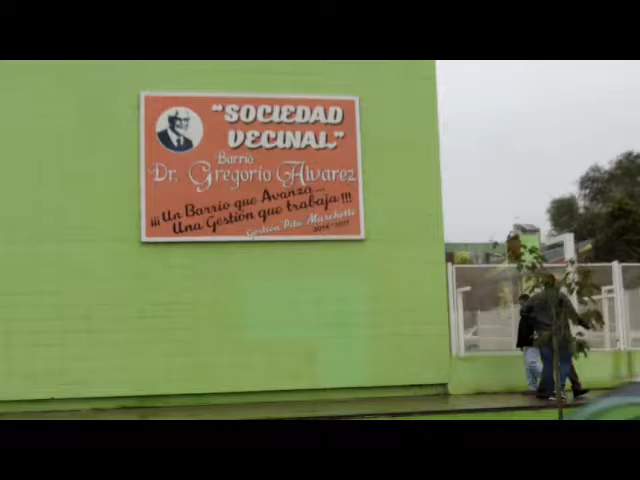 "SOCIEDAD
VECINAL"
Barrio
Dr. Gregorio Alvarez
¡¡¡Un Barrio que Avanza...
Una Gestión que trabaja!!!
Gestión Pito Marchetti